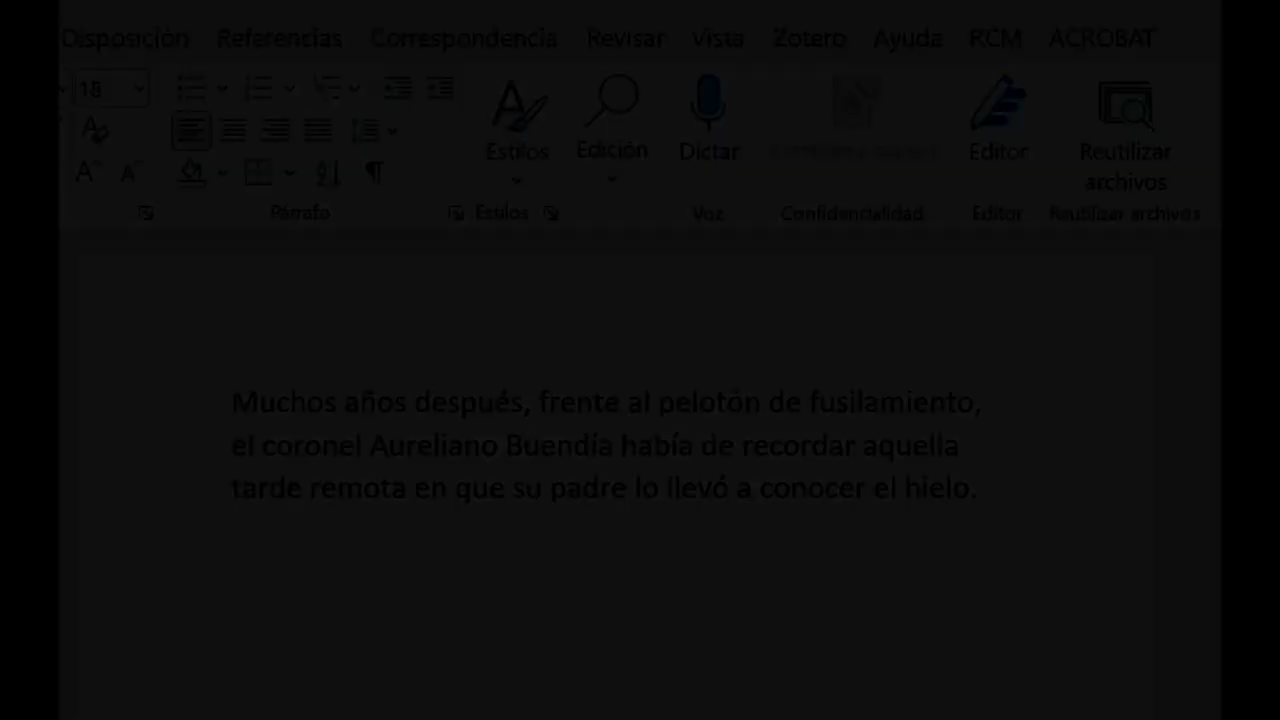 Disposición Referencias Correspondencia Revisar Vista Zotero Ayuda RCM ACROBAT
18
Estilos Edición Dictar Editor Reutilizar archivos
Párrafo Estilos Voz Confidencialidad Editor Reutilizar archivos
Muchos años después, frente al pelotón de fusilamiento,
el coronel Aureliano Buendía había de recordar aquella
tarde remota en que su padre lo llevó a conocer el hielo.